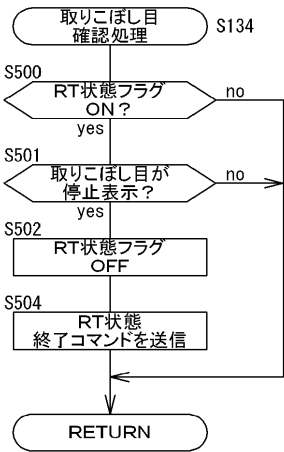 取りこぼし目
確認処理
S134
S500
RT状態フラグ
ON?
no
yes
S501
取りこぼし目が
停止表示?
no
yes
S502
RT状態フラグ
OFF
S504
RT状態
終了コマンドを送信
RETURN